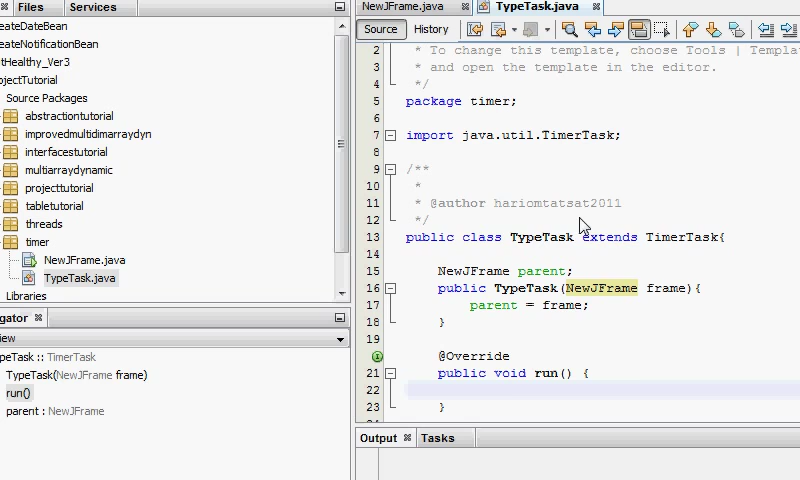 Files
Services
eateDateBean
eateNotificationBean
tHealthy_Ver3
ojectTutorial
Source Packages
abstractiontutorial
improvedmultidimarraydyn
interfacestutorial
multiarraydynamic
projecttutorial
tabletutorial
threads
timer
NewJFrame.java
TypeTask.java
Libraries
gator
iew
peTask :: TimerTask
TypeTask(NewJFrame frame)
run()
parent : NewJFrame
NewJFrame.java
TypeTask.java
Source
History
2 * To change this template, choose Tools | Templa
3 * and open the template in the editor.
4 */
5 package timer;
6
7 import java.util.TimerTask;
8
9 /**
10 *
11 * @author hariomtatsat2011
12 */
13 public class TypeTask extends TimerTask{
14
15 NewJFrame parent;
16 public TypeTask(NewJFrame frame){
17 parent = frame;
18 }
19
@Override
21 public void run() {
22
23 }
Output
Tasks